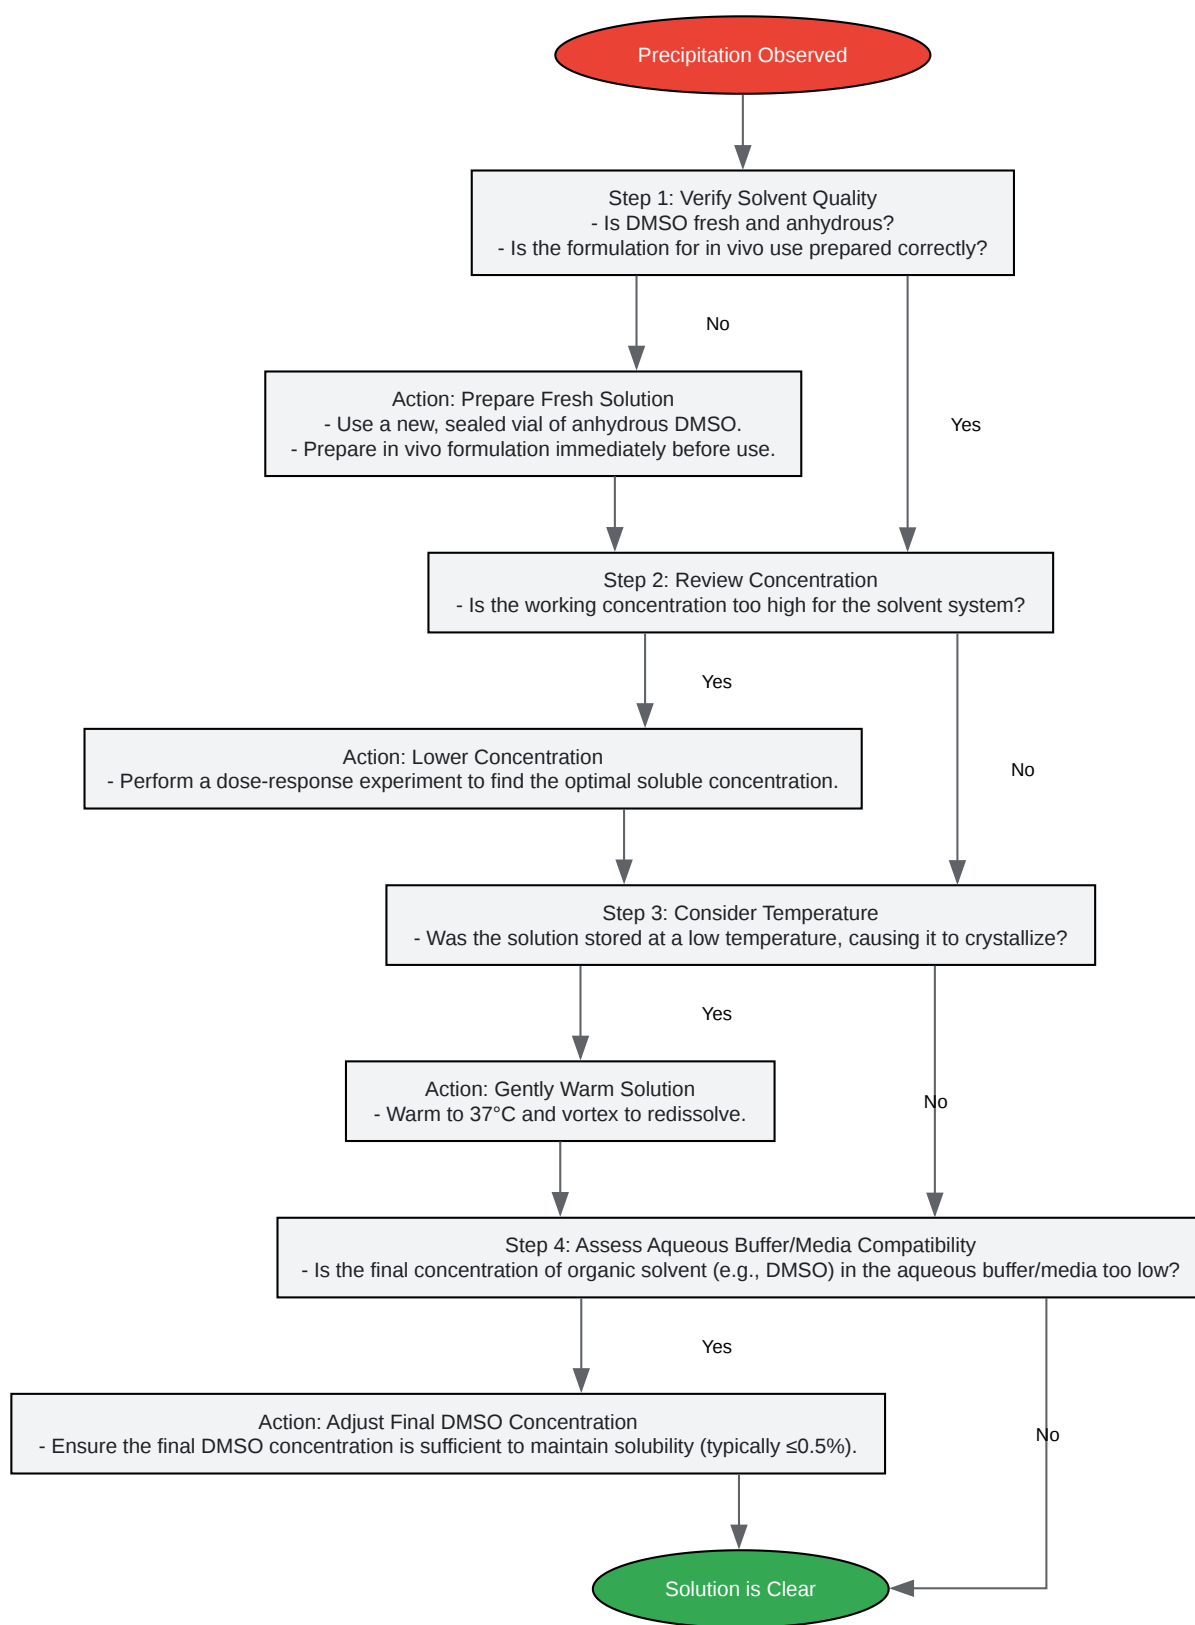 Precipitation Observed
Step 1: Verify Solvent Quality
- Is DMSO fresh and anhydrous?
- Is the formulation for in vivo use prepared correctly?
No
Action: Prepare Fresh Solution
- Use a new, sealed vial of anhydrous DMSO.
- Prepare in vivo formulation immediately before use.
Yes
Step 2: Review Concentration
- Is the working concentration too high for the solvent system?
Yes
Action: Lower Concentration
- Perform a dose-response experiment to find the optimal soluble concentration.
No
Step 3: Consider Temperature
- Was the solution stored at a low temperature, causing it to crystallize?
Yes
Action: Gently Warm Solution
- Warm to 37°C and vortex to redissolve.
No
Step 4: Assess Aqueous Buffer/Media Compatibility
- Is the final concentration of organic solvent (e.g., DMSO) in the aqueous buffer/media too low?
Yes
Action: Adjust Final DMSO Concentration
- Ensure the final DMSO concentration is sufficient to maintain solubility (typically ≤0.5%).
No
Solution is Clear